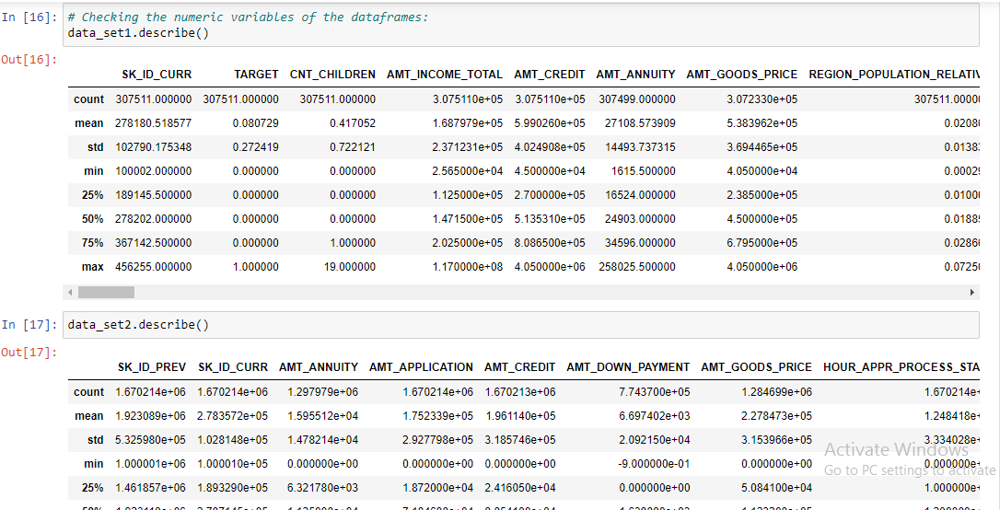 In [16]: # Checking the numeric variables of the dataframes:
data_set1.describe()
Out[16]:
SK_ID_CURR TARGET CNT_CHILDREN AMT_INCOME_TOTAL AMT_CREDIT AMT_ANNUITY AMT_GOODS_PRICE REGION_POPULATION_RELATIV
count 307511.000000 307511.000000 307511.000000 3.075110e+05 3.075110e+05 307499.000000 3.072330e+05 307511.0000
mean 278180.518577 0.080729 0.417052 1.687979e+05 5.990260e+05 27108.573909 5.383962e+05 0.0208
std 102790.175348 0.272419 0.722121 2.371231e+05 4.024908e+05 14493.737315 3.694465e+05 0.0138
min 100002.000000 0.000000 0.000000 2.565000e+04 4.500000e+04 1615.500000 4.050000e+04 0.0002
25% 189145.500000 0.000000 0.000000 1.125000e+05 2.700000e+05 16524.000000 2.385000e+05 0.0100
50% 278202.000000 0.000000 0.000000 1.471500e+05 5.135310e+05 24903.000000 4.500000e+05 0.0188
75% 367142.500000 0.000000 1.000000 2.025000e+05 8.086500e+05 34596.000000 6.795000e+05 0.0286
max 456255.000000 1.000000 19.000000 1.170000e+08 4.050000e+06 258025.500000 4.050000e+06 0.0725
In [17]: data_set2.describe()
Out[17]:
SK_ID_PREV SK_ID_CURR AMT_ANNUITY AMT_APPLICATION AMT_CREDIT AMT_DOWN_PAYMENT AMT_GOODS_PRICE HOUR_APPR_PROCESS_STA
count 1.670214e+06 1.670214e+06 1.297979e+06 1.670214e+06 1.670213e+06 7.743700e+05 1.284699e+06 1.670214e+
mean 1.923089e+06 2.783572e+05 1.595512e+04 1.752339e+05 1.961140e+05 6.697402e+03 2.278473e+05 1.248418e+
std 5.325980e+05 1.028148e+05 1.478214e+04 2.927798e+05 3.185746e+05 2.092150e+04 3.153966e+05 3.334028e+
min 1.000001e+06 1.000010e+05 0.000000e+00 0.000000e+00 0.000000e+00 -9.000000e-01 0.000000e+00 0.000000e+
25% 1.461857e+06 1.893290e+05 6.321780e+03 1.872000e+04 2.416050e+04 0.000000e+00 5.084100e+04 1.000000e+
Activate Windows
Go to PC settings to activate